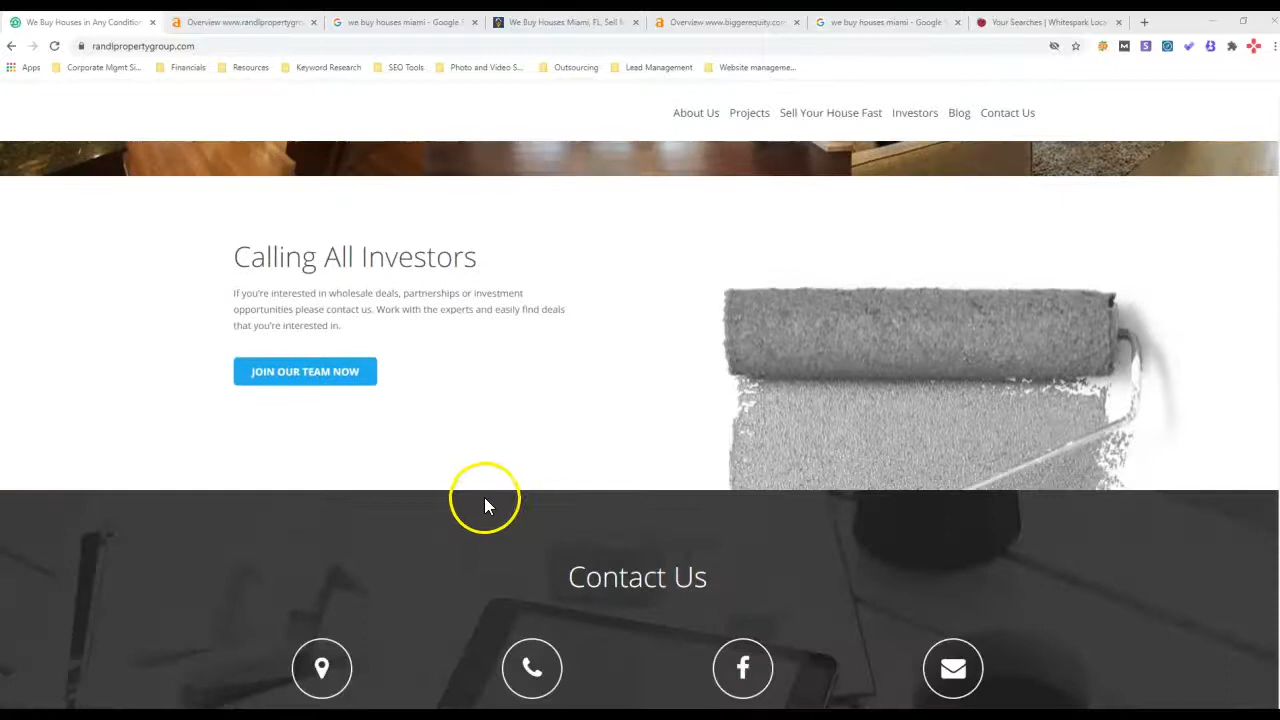 We Buy Houses in Any Condition
Overview www.randlpropertygro
we buy houses miami - Google S
We Buy Houses Miami, FL, Sell M
Overview www.biggerequity.com
we buy houses miami - Google S
Your Searches | Whitespark Loca
randlpropertygroup.com
Apps
Corporate Mgmt Si...
Financials
Resources
Keyword Research
SEO Tools
Photo and Video S...
Outsourcing
Lead Management
Website manageme...
About Us
Projects
Sell Your House Fast
Investors
Blog
Contact Us
Calling All Investors
If you're interested in wholesale deals, partnerships or investment
opportunities please contact us. Work with the experts and easily find deals
that you're interested in.
JOIN OUR TEAM NOW
Contact Us